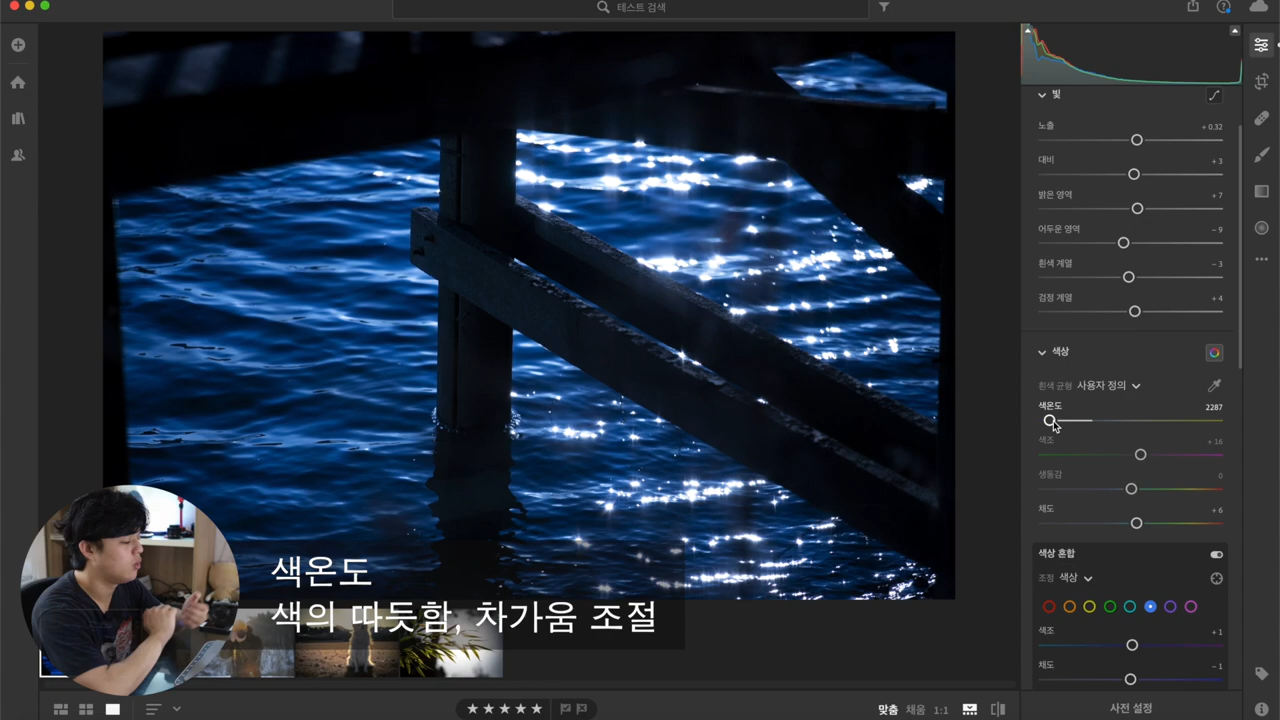 테스트 검색
빛
노출
+ 0.32
대비
+ 3
밝은 영역
+ 7
어두운 영역
- 9
흰색 계열
- 3
검정 계열
+ 4
색상
흰색 균형 사용자 정의
색온도
2287
색조
+ 16
생동감
0
채도
+ 6
색상 혼합
조정 색상
색조
+ 1
채도
- 1
색온도
색의 따듯함, 차가움 조절
맞춤 채움 1:1
사전 설정